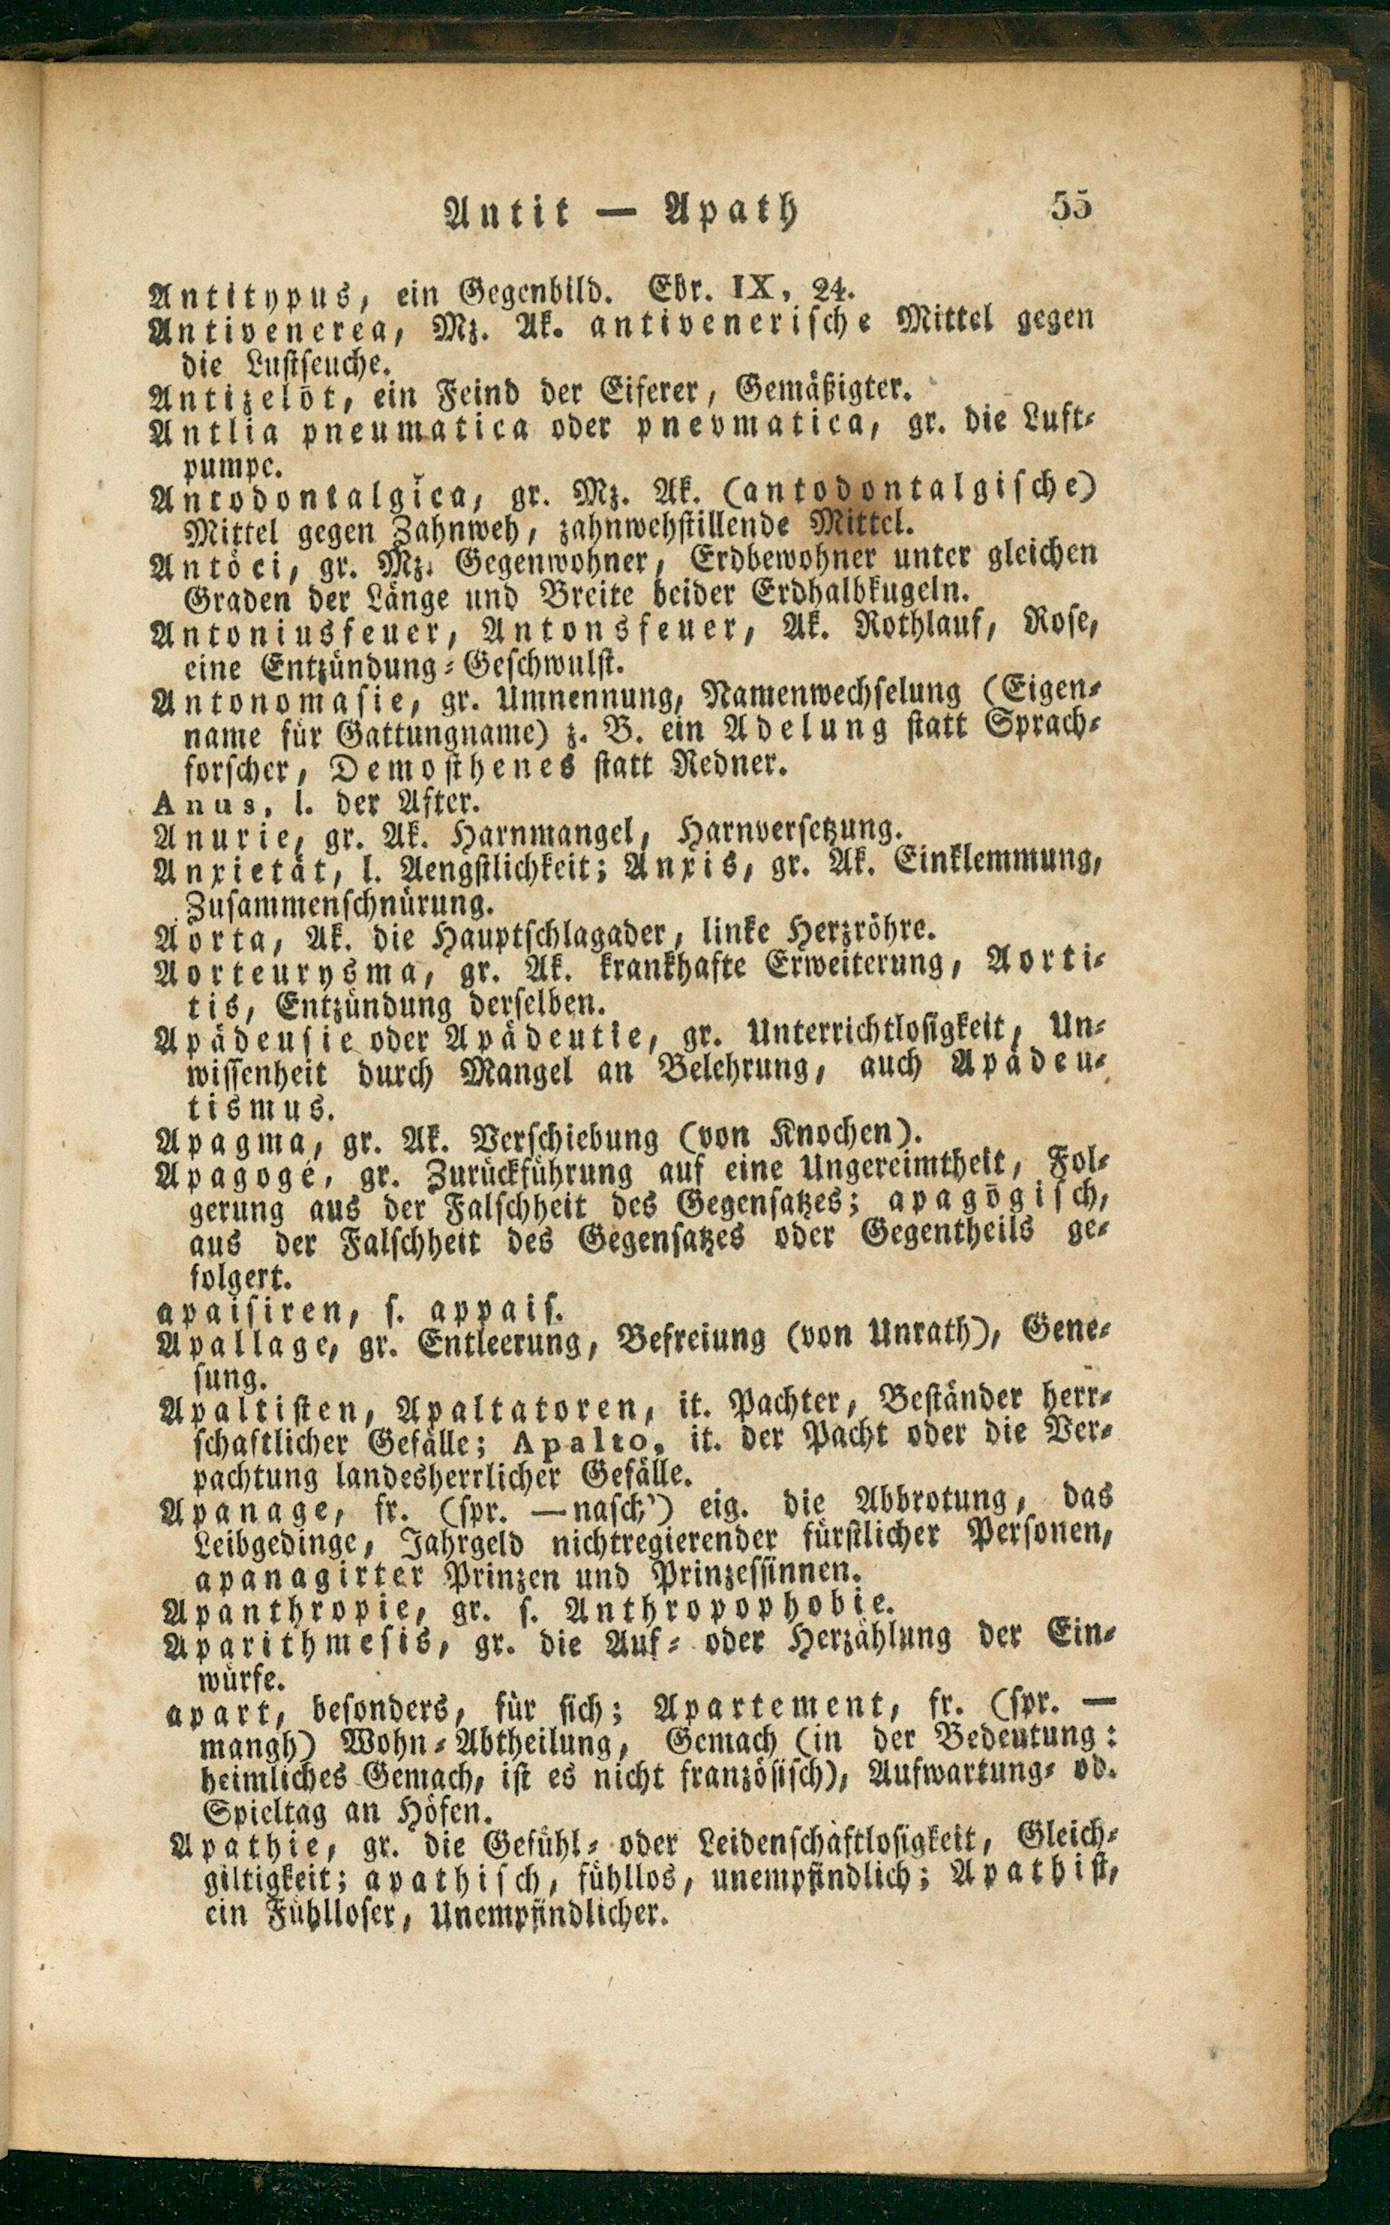 Antit — Apath 55
Antitypus, ein Gegenbild. Ebr. IX, 24.
Antivenerea, Mz. Ak. antivenerische Mittel gegen
die Lustseuche.
Antizelōt, ein Feind der Eiferer, Gemäßigter.
Antlia pneumatica oder pnevmatica, gr. die Luft-
pumpe.
Antodontalgĭca, gr. Mz. Ak. (antodontalgische)
Mittel gegen Zahnweh, zahnwehstillende Mittel.
Antöci, gr. Mz. Gegenwohner, Erdbewohner unter gleichen
Graden der Länge und Breite beider Erdhalbkugeln.
Antoniusfeuer, Antonsfeuer, Ak. Rothlauf, Rose,
eine Entzündung-Geschwulst.
Antonomasie, gr. Umnennung, Namenwechselung (Eigen-
name für Gattungname) z. B. ein Adelung statt Sprach-
forscher, Demosthenes statt Redner.
Anus, l. der After.
Anurie, gr. Ak. Harnmangel, Harnversetzung.
Anxietät, l. Aengstlichkeit; Anxis, gr. Ak. Einklemmung,
Zusammenschnürung.
Aorta, Ak. die Hauptschlagader, linke Herzröhre.
Aorteurysma, gr. Ak. krankhafte Erweiterung, Aorti-
tis, Entzündung derselben.
Apädeusie oder Apädeutie, gr. Unterrichtlosigkeit, Un-
wissenheit durch Mangel an Belehrung, auch Apädeu-
tismus.
Apagma, gr. Ak. Verschiebung (von Knochen).
Apagogé, gr. Zurückführung auf eine Ungereimtheit, Fol-
gerung aus der Falschheit des Gegensatzes; apagōgisch,
aus der Falschheit des Gegensatzes oder Gegentheils ge-
folgert.
apaisiren, s. appais.
Apallage, gr. Entleerung, Befreiung (von Unrath), Gene-
sung.
Apaltisten, Apaltatoren, it. Pachter, Beständer herr-
schaftlicher Gefälle; Apalto, it. der Pacht oder die Ver-
pachtung landesherrlicher Gefälle.
Apanage, fr. (spr. —nasch') eig. die Abbrotung, das
Leibgedinge, Jahrgeld nichtregierender fürstlicher Personen,
apanagirter Prinzen und Prinzessinnen.
Apanthropie, gr. s. Anthropophobie.
Aparithmesis, gr. die Auf- oder Herzählung der Ein-
würfe.
apart, besonders, für sich; Apartement, fr. (spr. —
mangh) Wohn-Abtheilung, Gemach (in der Bedeutung:
heimliches Gemach, ist es nicht französisch), Aufwartung- od.
Spieltag an Höfen.
Apathie, gr. die Gefühl- oder Leidenschaftlosigkeit, Gleich-
giltigkeit; apathisch, fühllos, unempfindlich; Apathist,
ein Fühlloser, Unempfindlicher.